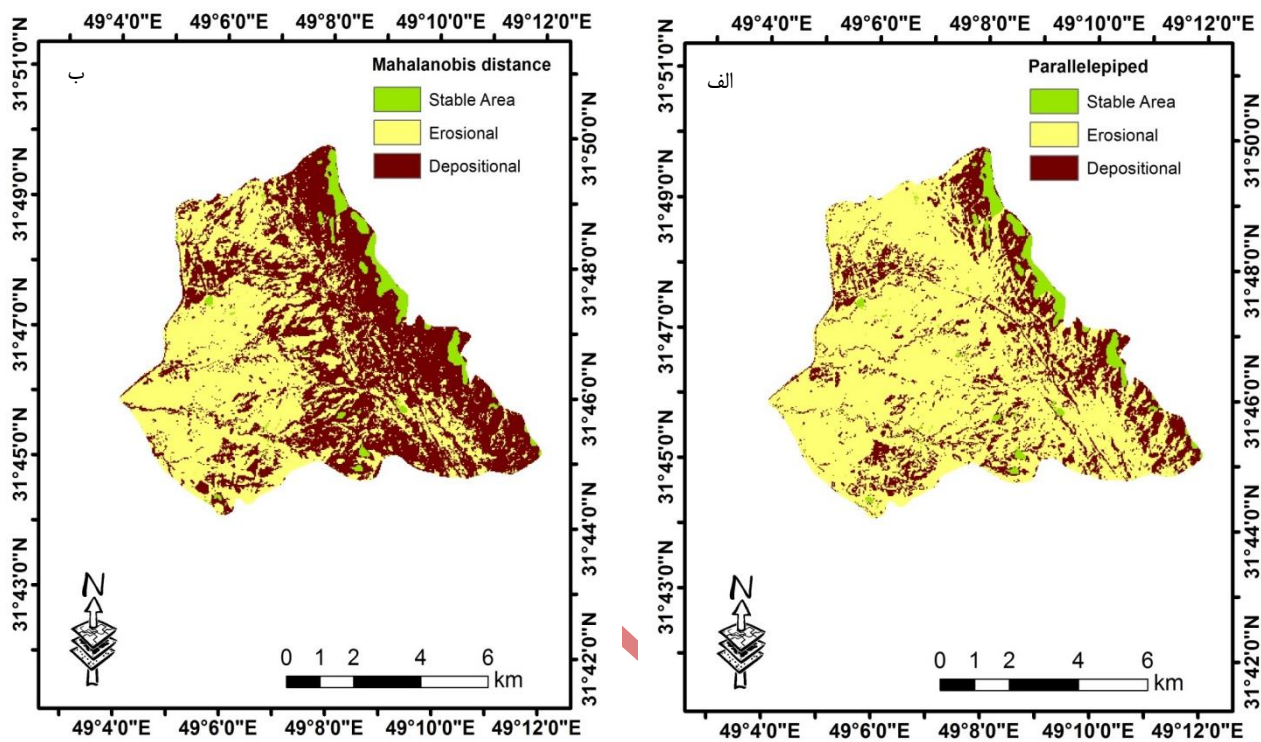 49°4'0"E 49°6'0"E 49°8'0"E 49°10'0"E 49°12'0"E
ب
Mahalanobis distance
Stable Area
Erosional
Depositional
31°51'0"N
31°49'0"N
31°47'0"N
31°45'0"N
31°43'0"N
31°50'0"N
31°48'0"N
31°46'0"N
31°44'0"N
31°42'0"N
N
0 1 2 4 6
km
49°4'0"E 49°6'0"E 49°8'0"E 49°10'0"E 49°12'0"E
49°4'0"E 49°6'0"E 49°8'0"E 49°10'0"E 49°12'0"E
الف
Parallelepiped
Stable Area
Erosional
Depositional
31°51'0"N
31°49'0"N
31°47'0"N
31°45'0"N
31°43'0"N
31°50'0"N
31°48'0"N
31°46'0"N
31°44'0"N
31°42'0"N
N
0 1 2 4 6
km
49°4'0"E 49°6'0"E 49°8'0"E 49°10'0"E 49°12'0"E